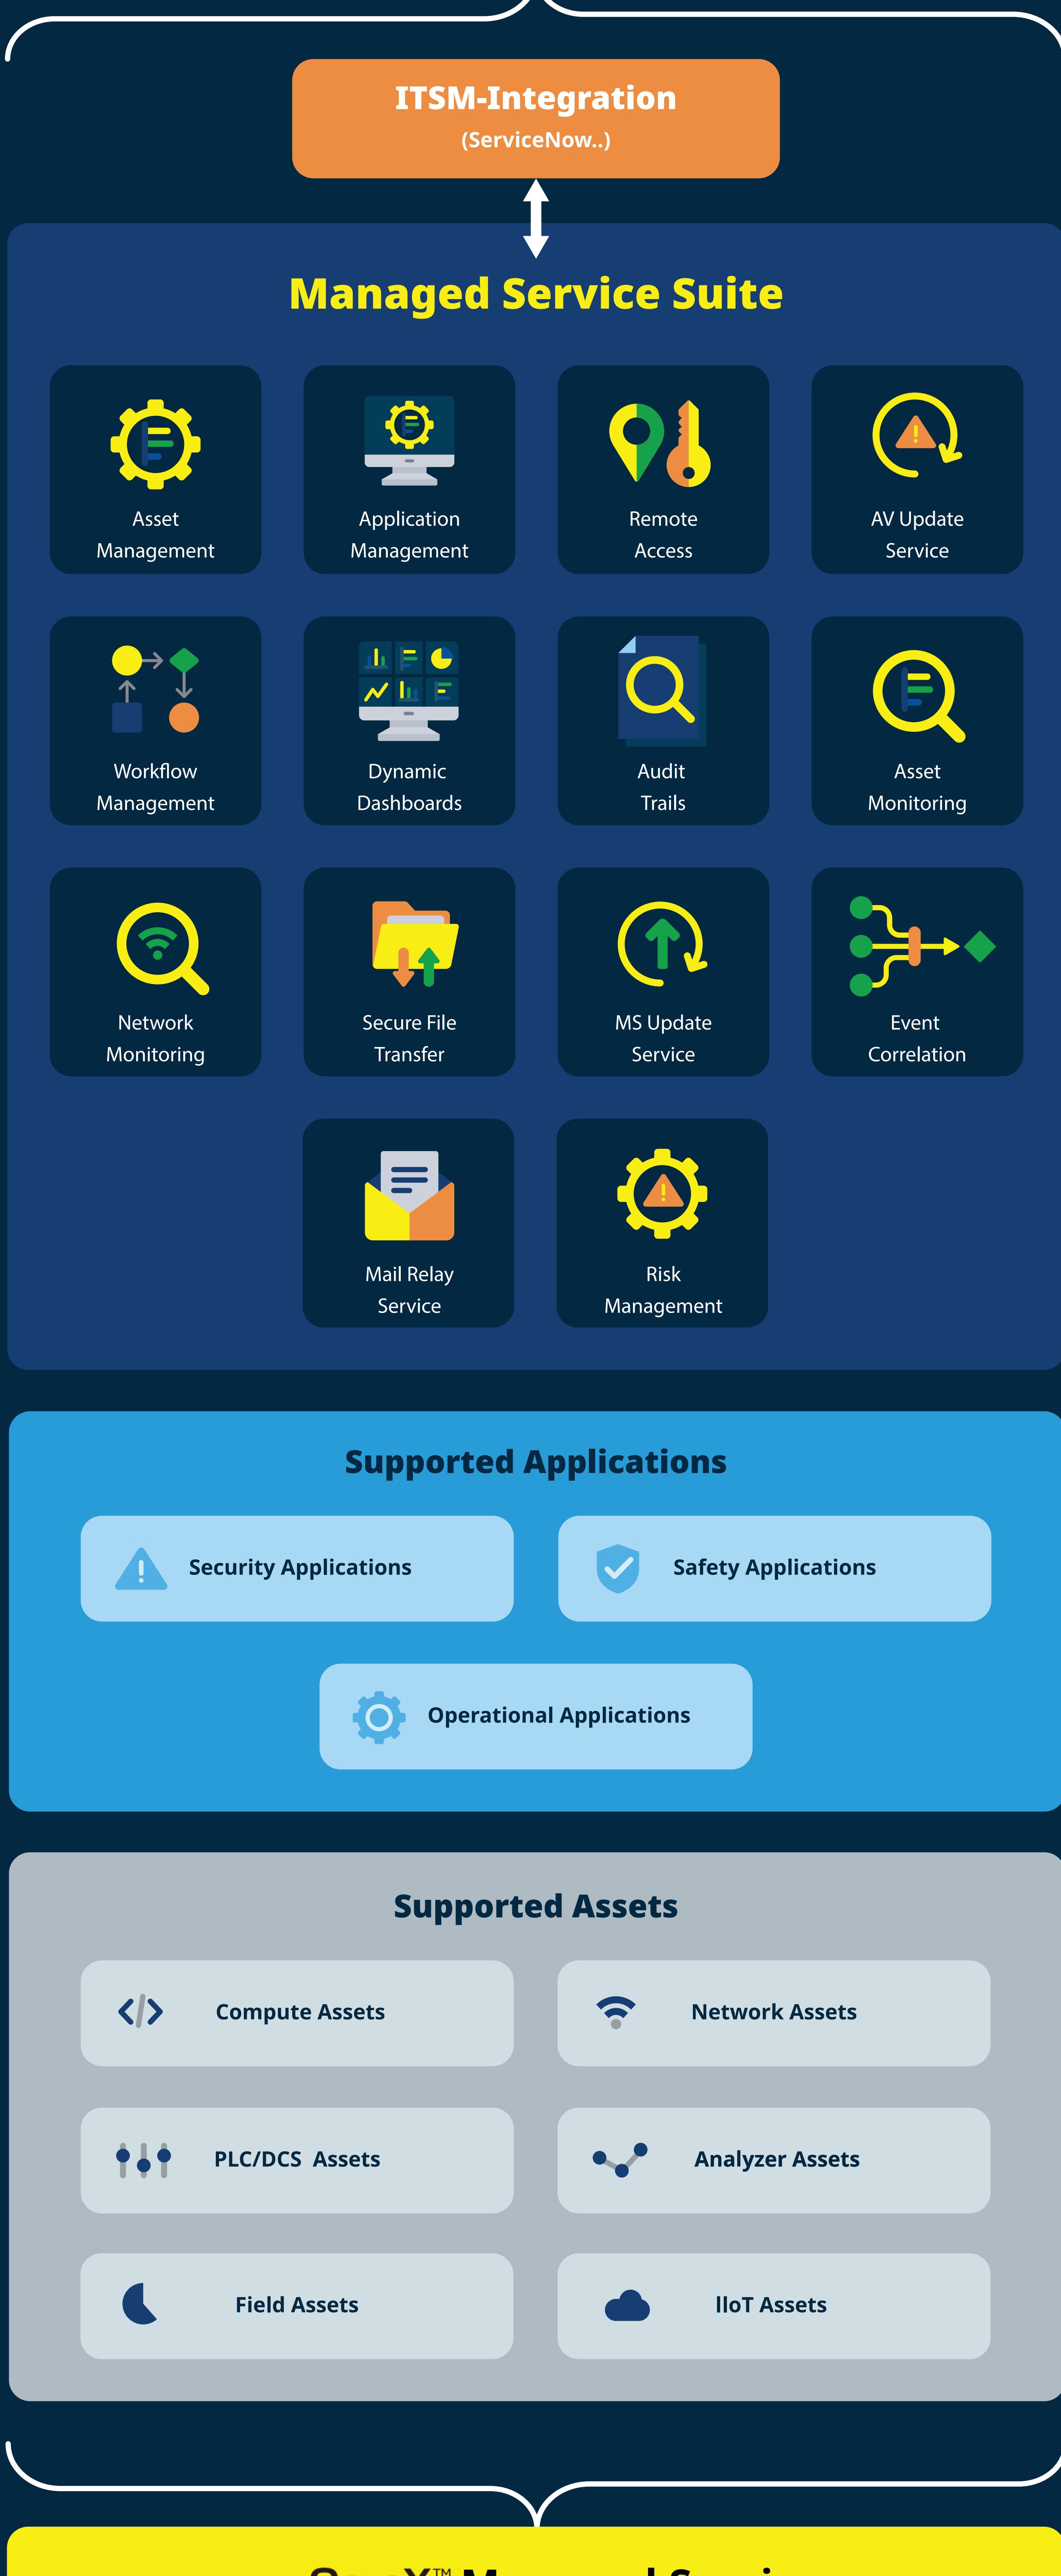 ITSM-Integration
(ServiceNow..)
Managed Service Suite
Asset
Management
Application
Management
Remote
Access
AV Update
Service
Workflow
Management
Dynamic
Dashboards
Audit
Trails
Asset
Monitoring
Network
Monitoring
Secure File
Transfer
MS Update
Service
Event
Correlation
Mail Relay
Service
Risk
Management
Supported Applications
Security Applications
Safety Applications
Operational Applications
Supported Assets
Compute Assets
Network Assets
PLC/DCS  Assets
Analyzer Assets
Field Assets
lloT Assets